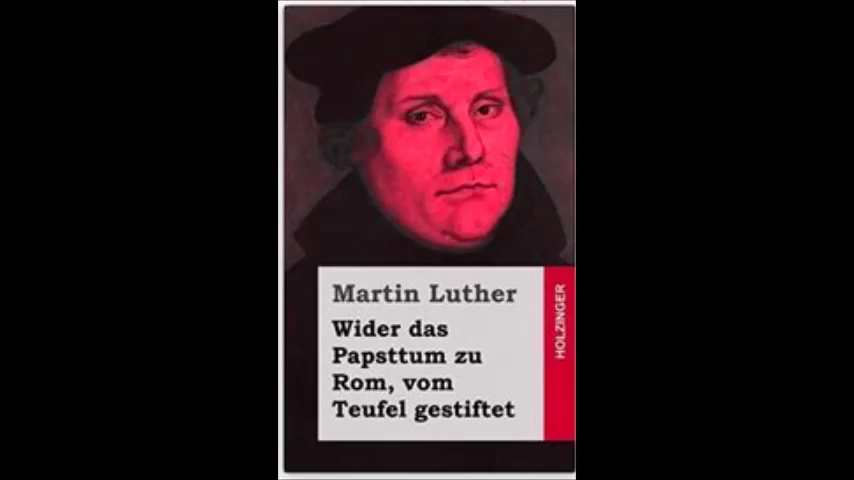 Martin Luther
Wider das
Papsttum zu
Rom, vom
Teufel gestiftet
HOLZINGER